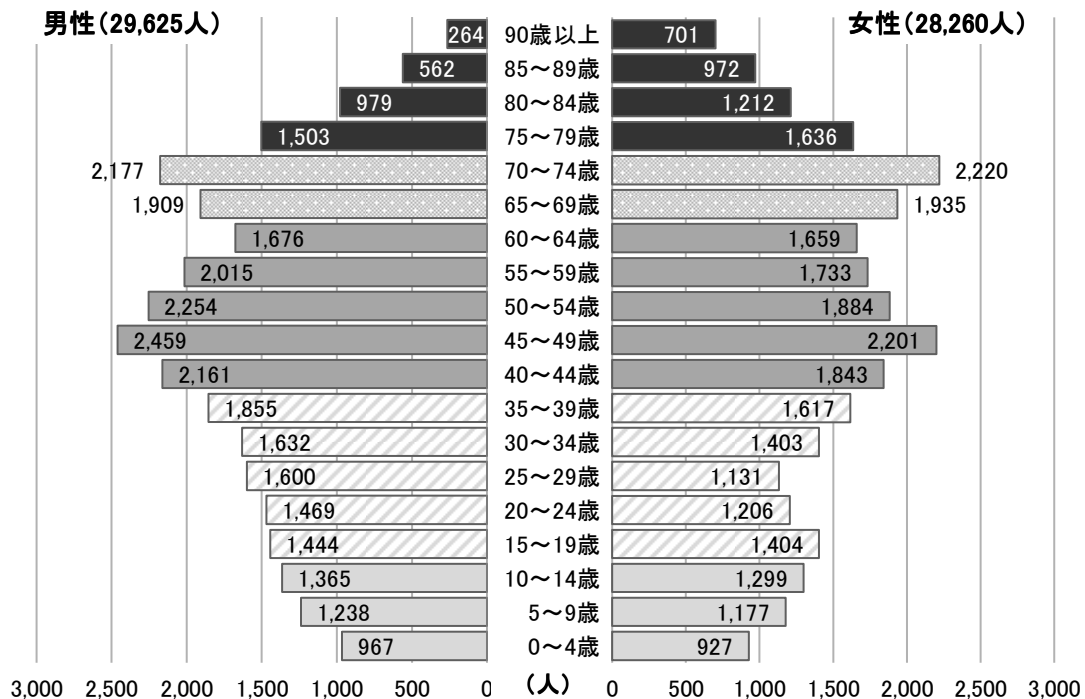 男性（29,625人） 女性（28,260人）
264 90歳以上 701
562 85～89歳 972
979 80～84歳 1,212
1,503 75～79歳 1,636
2,177 70～74歳 2,220
1,909 65～69歳 1,935
1,676 60～64歳 1,659
2,015 55～59歳 1,733
2,254 50～54歳 1,884
2,459 45～49歳 2,201
2,161 40～44歳 1,843
1,855 35～39歳 1,617
1,632 30～34歳 1,403
1,600 25～29歳 1,131
1,469 20～24歳 1,206
1,444 15～19歳 1,404
1,365 10～14歳 1,299
1,238 5～9歳 1,177
967 0～4歳 927
3,000 2,500 2,000 1,500 1,000 500 0 （人） 0 500 1,000 1,500 2,000 2,500 3,000